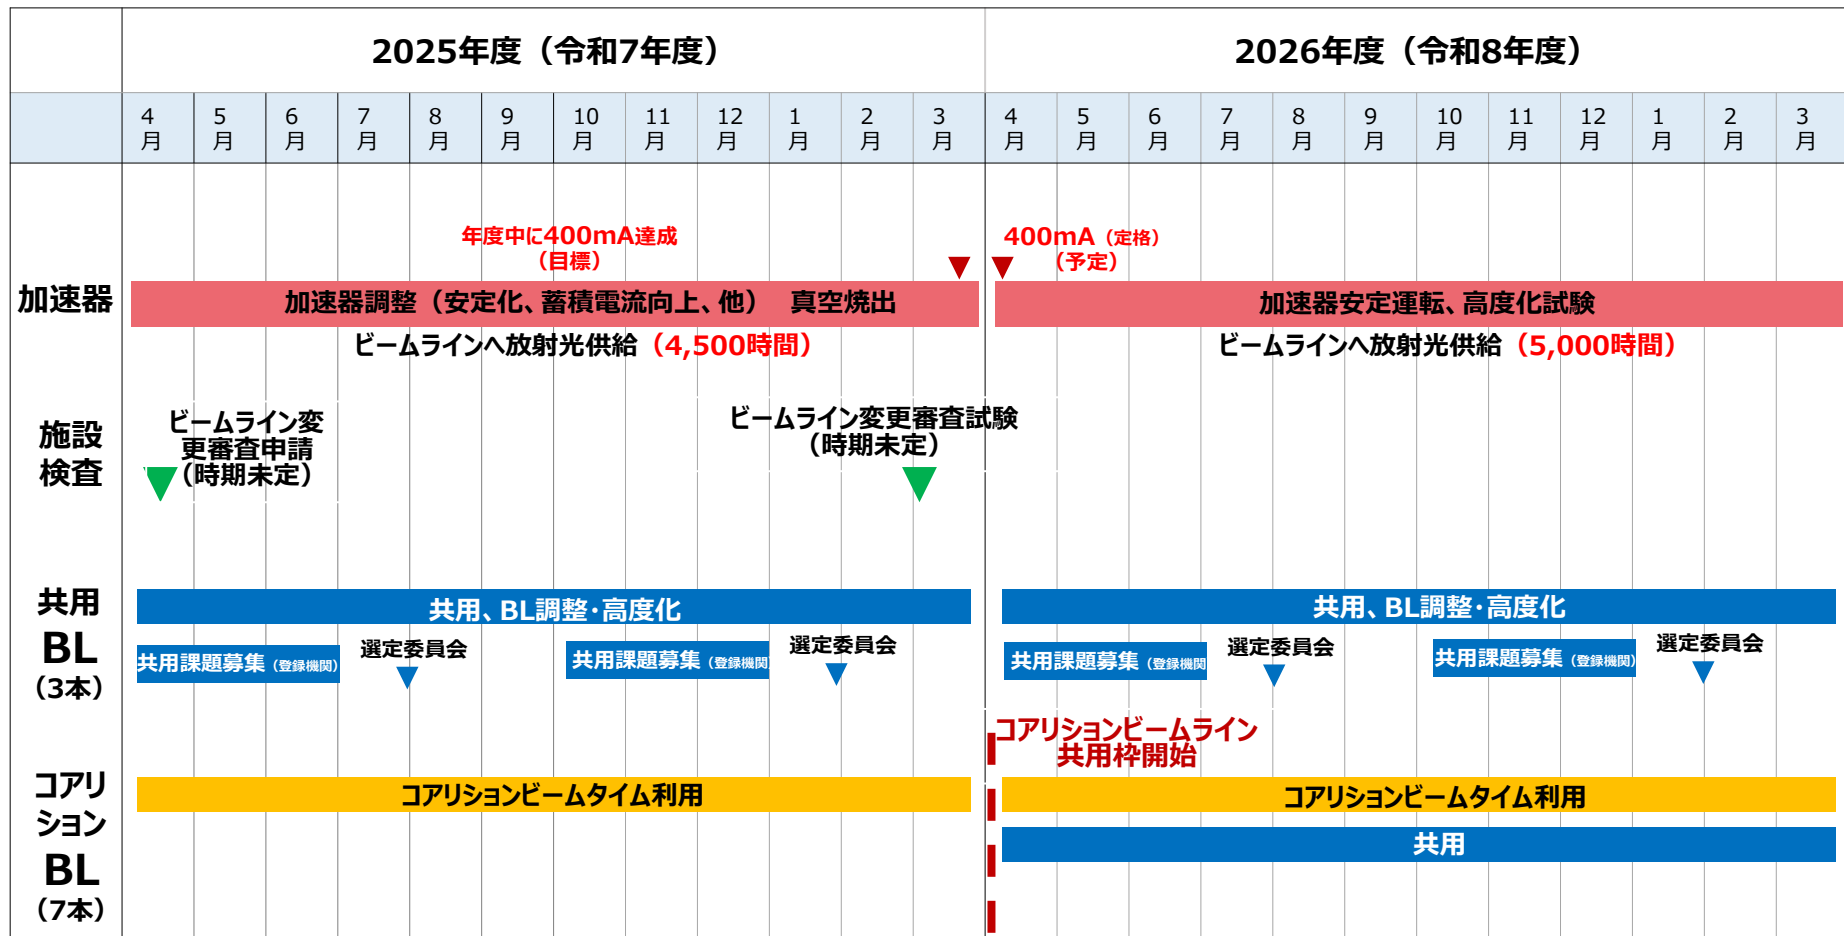 2025年度（令和7年度）
2026年度（令和8年度）
4月
5月
6月
7月
8月
9月
10月
11月
12月
1月
2月
3月
4月
5月
6月
7月
8月
9月
10月
11月
12月
1月
2月
3月
加速器
年度中に400mA達成
（目標）
400mA（定格）
（予定）
加速器調整（安定化、蓄積電流向上、他）　真空焼出
加速器安定運転、高度化試験
ビームラインへ放射光供給（4,500時間）
ビームラインへ放射光供給（5,000時間）
施設
検査
ビームライン変
更審査申請
（時期未定）
ビームライン変更審査試験
（時期未定）
共用
BL
（3本）
共用、BL調整・高度化
共用、BL調整・高度化
共用課題募集（登録機関）
選定委員会
共用課題募集（登録機関
選定委員会
共用課題募集（登録機関
選定委員会
共用課題募集（登録機関）
選定委員会
コアリションビームライン
共用枠開始
コアリ
ション
BL
（7本）
コアリションビームタイム利用
コアリションビームタイム利用
共用